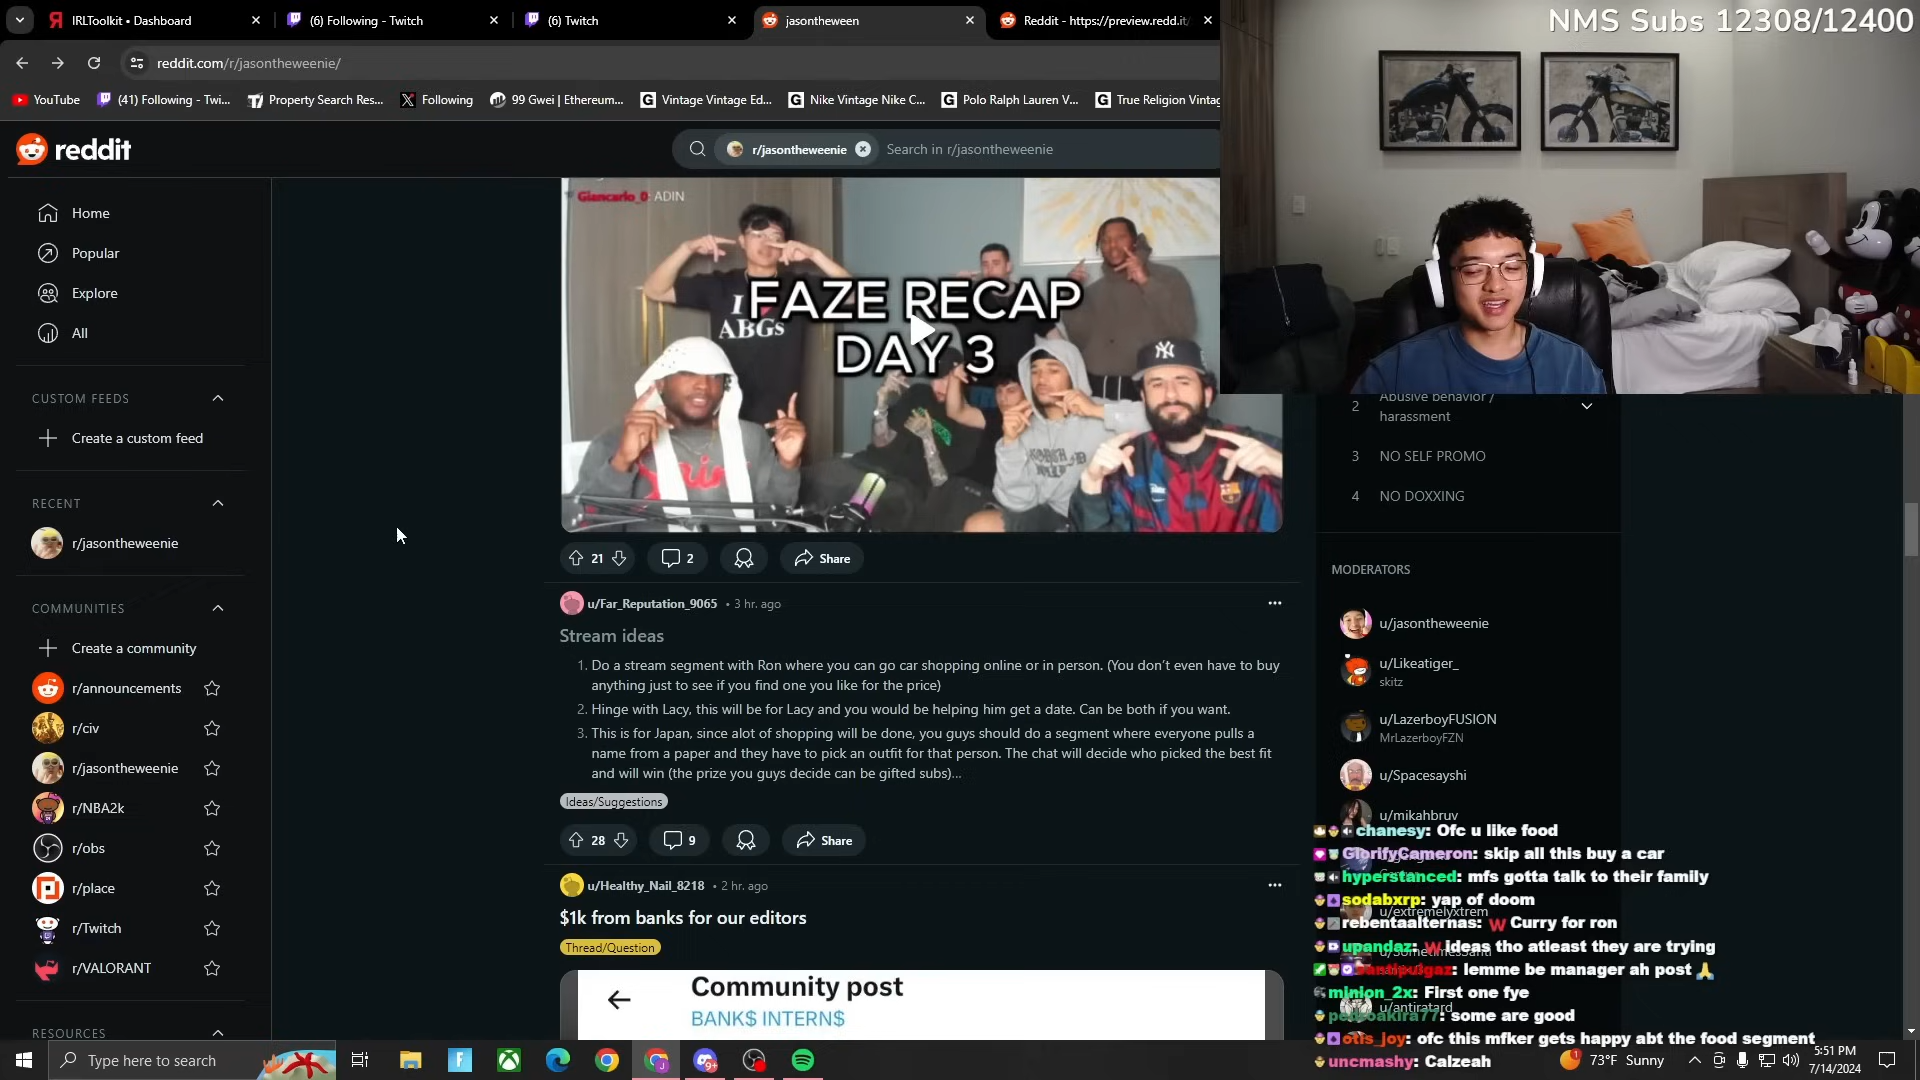 IRLToolkit • Dashboard
(6) Following - Twitch
(6) Twitch
jasontheween
Reddit - https://preview.redd.it/
NMS Subs 12308/12400
reddit.com/r/jasontheweenie/
YouTube
(41) Following - Twi...
Property Search Res...
Following
99 Gwei | Ethereum...
Vintage Vintage Ed...
Nike Vintage Nike C...
Polo Ralph Lauren V...
True Religion Vintag
reddit
r/jasontheweenie
Search in r/jasontheweenie
Home
Popular
Explore
All
CUSTOM FEEDS
Create a custom feed
RECENT
r/jasontheweenie
COMMUNITIES
Create a community
r/announcements
r/civ
r/jasontheweenie
r/NBA2k
r/obs
r/place
r/Twitch
r/VALORANT
RESOURCES
Giancarlo_0: ADIN
I
ABGs
FAZE RECAP
DAY 3
21
2
Share
u/Far_Reputation_9065 • 3 hr. ago
Stream ideas
1. Do a stream segment with Ron where you can go car shopping online or in person. (You don't even have to buy
anything just to see if you find one you like for the price)
2. Hinge with Lacy, this will be for Lacy and you would be helping him get a date. Can be both if you want.
3. This is for Japan, since alot of shopping will be done, you guys should do a segment where everyone pulls a
name from a paper and they have to pick an outfit for that person. The chat will decide who picked the best fit
and will win (the prize you guys decide can be gifted subs)...
Ideas/Suggestions
28
9
Share
u/Healthy_Nail_8218 • 2 hr. ago
$1k from banks for our editors
Thread/Question
Community post
BANK$ INTERN$
2 Abusive behavior /
harassment
3 NO SELF PROMO
4 NO DOXXING
MODERATORS
u/jasontheweenie
u/Likeatiger_
skitz
u/LazerboyFUSION
MrLazerboyFZN
u/Spacesayshi
u/mikahbruv
chanesy: Ofc u like food
GlorifyCameron: skip all this buy a car
hyperstanced: mfs gotta talk to their family
sodabxrp: yap of doom
u/extremelyxtrem
rebentaalternas: W Curry for ron
upandaz: W ideas tho atleast they are trying
u/SometimesSanti
santipulgaz: lemme be manager ah post
minion_2x: First one fye
u/antiratard
pedroakira77: some are good
otis_joy: ofc this mfker gets happy abt the food segment
uncmashy: Calzeah
Type here to search
9+
1
73°F Sunny
5:51 PM
7/14/2024